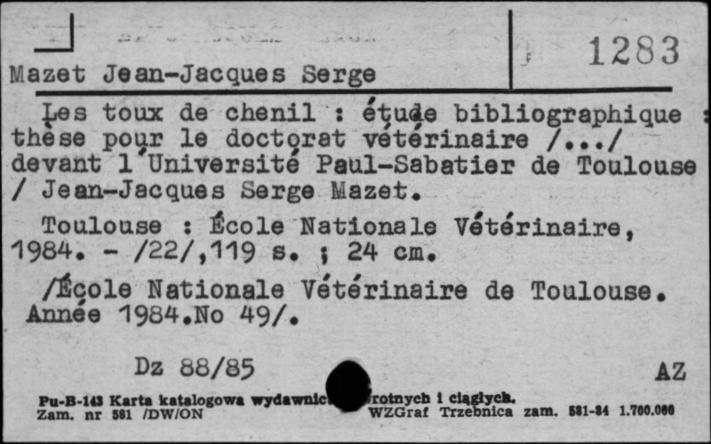 1283
Mazet Jean-Jacques Serge
Les toux de chenil : étude bibliographique :
thèse pour le doctorat vétérinaire /.../
devant l'Université Paul-Sabatier de Toulouse
/ Jean-Jacques Serge Mazet.
Toulouse : École Nationale Vétérinaire,
1984. - /22/,119 s. ; 24 cm.
/École Nationale Vétérinaire de Toulouse.
Année 1984.No 49/.
Dz 88/85 AZ
Pu-B-143 Karta katalogowa wydawnic rotnych i ciągłych.
Zam. nr 581 /DW/ON WZGraf Trzebnica zam. 581-84 1.700.000